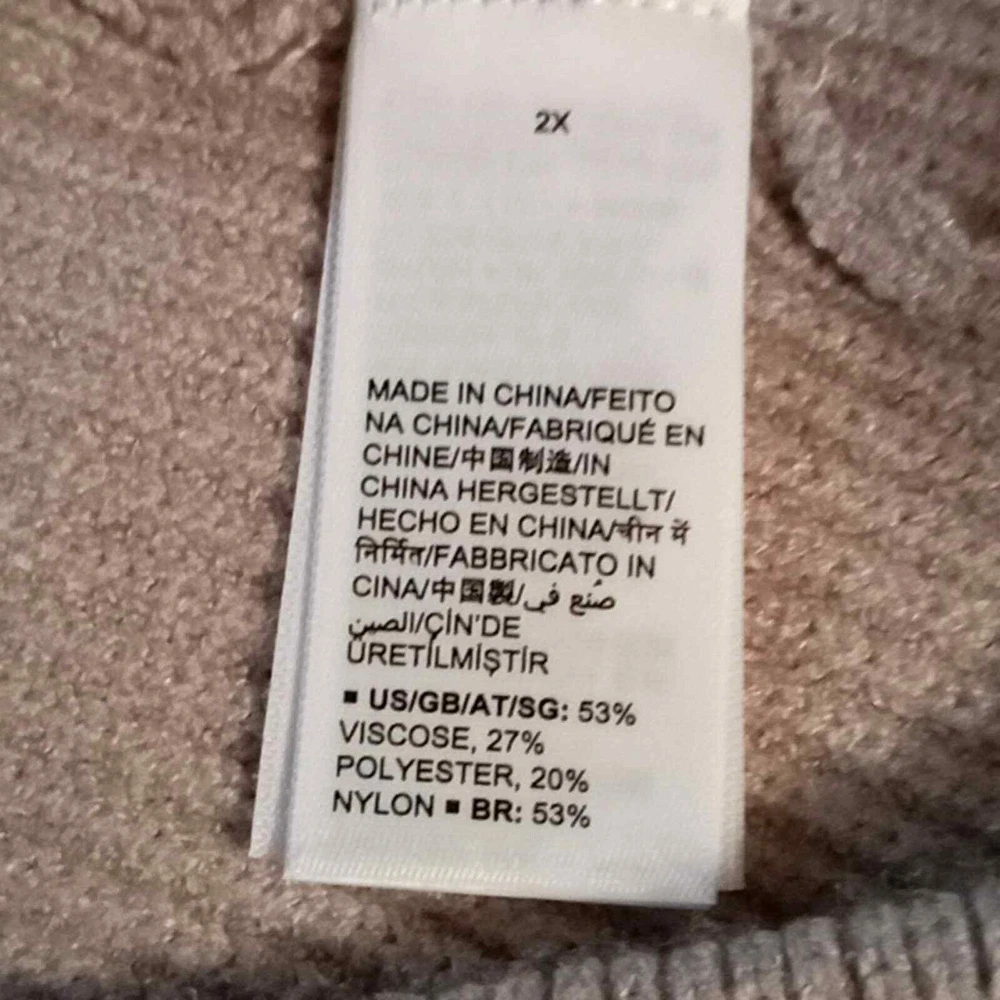 2X
MADE IN CHINA/FEITO
NA CHINA/FABRIQUÉ EN
CHINE/中国制造/IN
CHINA HERGESTELLT/
HECHO EN CHINA/चीन में
निर्मित/FABBRICATO IN
CINA/中国製/صُنع في
الصين/ÇİN'DE
ÜRETİLMİŞTİR
▪ US/GB/AT/SG: 53%
VISCOSE, 27%
POLYESTER, 20%
NYLON ▪ BR: 53%